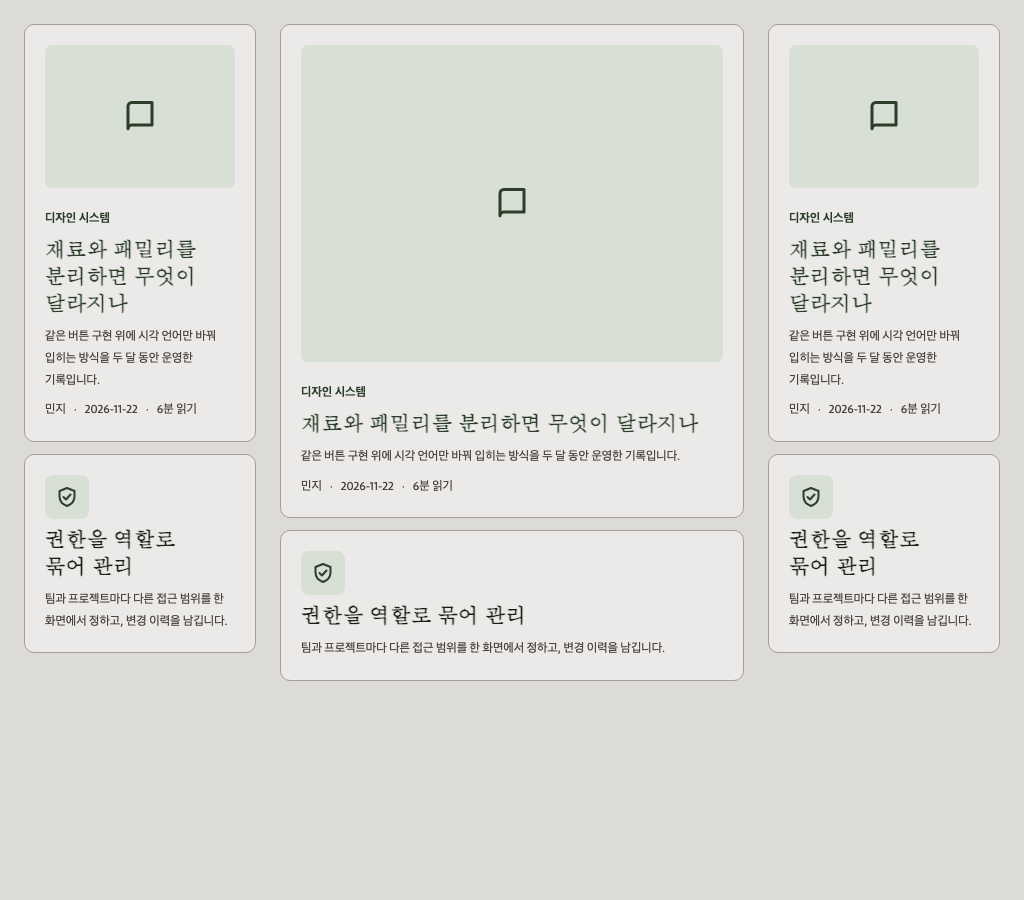 디자인 시스템
재료와 패밀리를
분리하면 무엇이
달라지나
같은 버튼 구현 위에 시각 언어만 바꿔
입히는 방식을 두 달 동안 운영한
기록입니다.
민지 · 2026-11-22 · 6분 읽기
권한을 역할로
묶어 관리
팀과 프로젝트마다 다른 접근 범위를 한
화면에서 정하고, 변경 이력을 남깁니다.
디자인 시스템
재료와 패밀리를 분리하면 무엇이 달라지나
같은 버튼 구현 위에 시각 언어만 바꿔 입히는 방식을 두 달 동안 운영한 기록입니다.
민지 · 2026-11-22 · 6분 읽기
권한을 역할로 묶어 관리
팀과 프로젝트마다 다른 접근 범위를 한 화면에서 정하고, 변경 이력을 남깁니다.
디자인 시스템
재료와 패밀리를
분리하면 무엇이
달라지나
같은 버튼 구현 위에 시각 언어만 바꿔
입히는 방식을 두 달 동안 운영한
기록입니다.
민지 · 2026-11-22 · 6분 읽기
권한을 역할로
묶어 관리
팀과 프로젝트마다 다른 접근 범위를 한
화면에서 정하고, 변경 이력을 남깁니다.